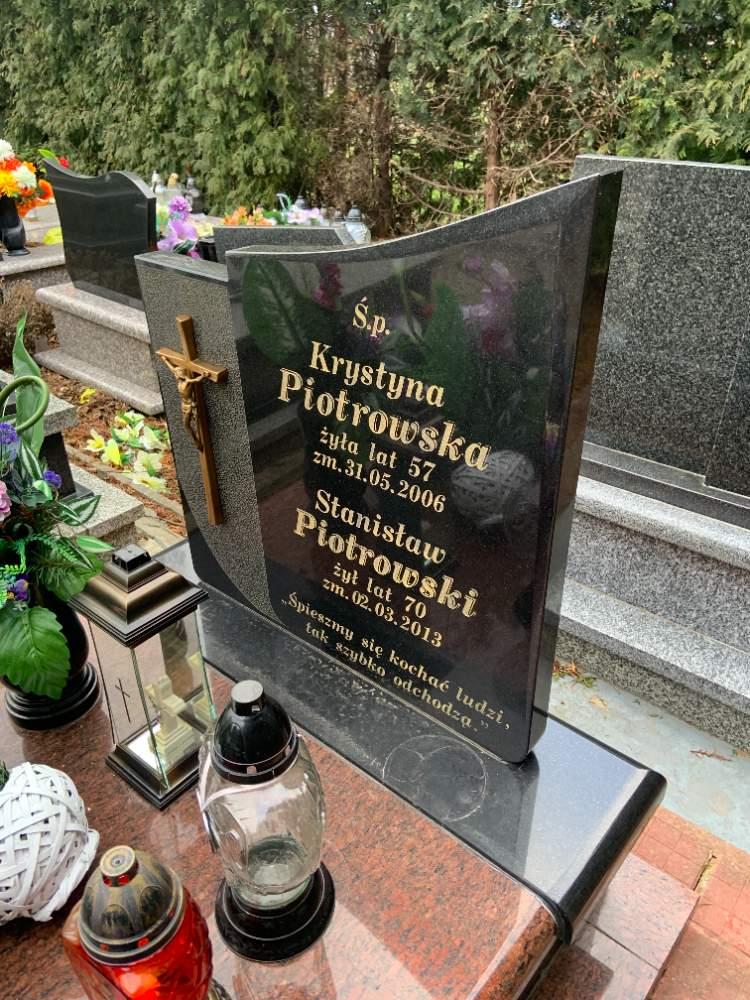 Ś.p.
Krystyna
Piotrowska
żyła lat 57
zm. 31.05.2006
Stanisław
Piotrowski
żył lat 70
zm. 02.03.2013
„Śpieszmy się kochać ludzi,
tak szybko odchodzą.”